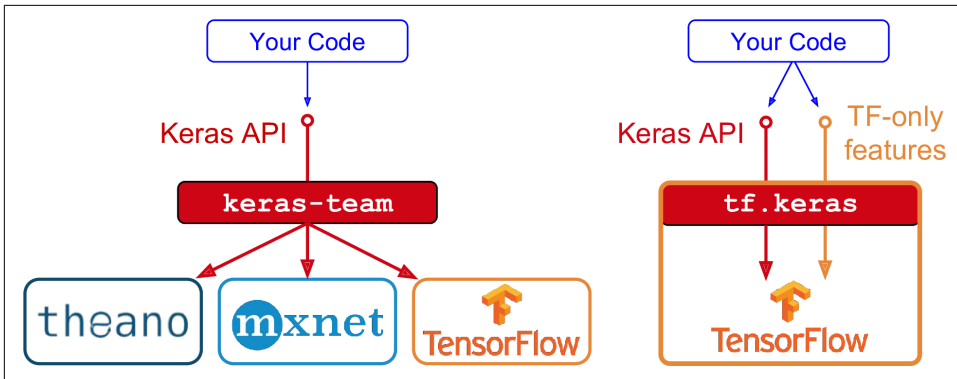 Your Code
Keras API
keras-team
theano
mxnet
TensorFlow
Your Code
Keras API
TF-only
features
tf.keras
TensorFlow